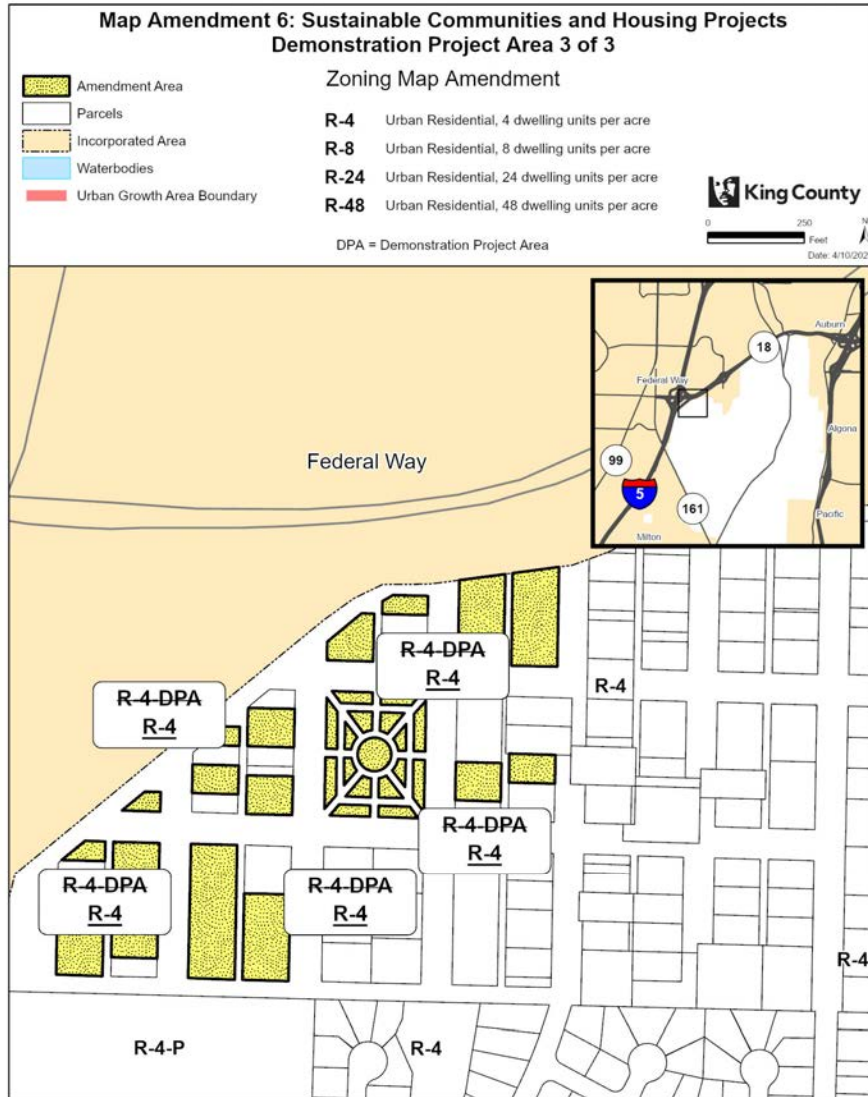 Map Amendment 6: Sustainable Communities and Housing Projects
Demonstration Project Area 3 of 3
Amendment Area
Parcels
Incorporated Area
Waterbodies
Urban Growth Area Boundary
Zoning Map Amendment
R-4 Urban Residential, 4 dwelling units per acre
R-8 Urban Residential, 8 dwelling units per acre
R-24 Urban Residential, 24 dwelling units per acre
R-48 Urban Residential, 48 dwelling units per acre
DPA = Demonstration Project Area
King County
0 250
Feet
N
Date: 4/10/202
Auburn
18
Federal Way
Algona
99
5
161
Pacific
Milton
Federal Way
R-4-DPA
R-4
R-4
R-4-DPA
R-4
R-4-DPA
R-4
R-4-DPA
R-4
R-4-DPA
R-4
R-4
R-4-P
R-4